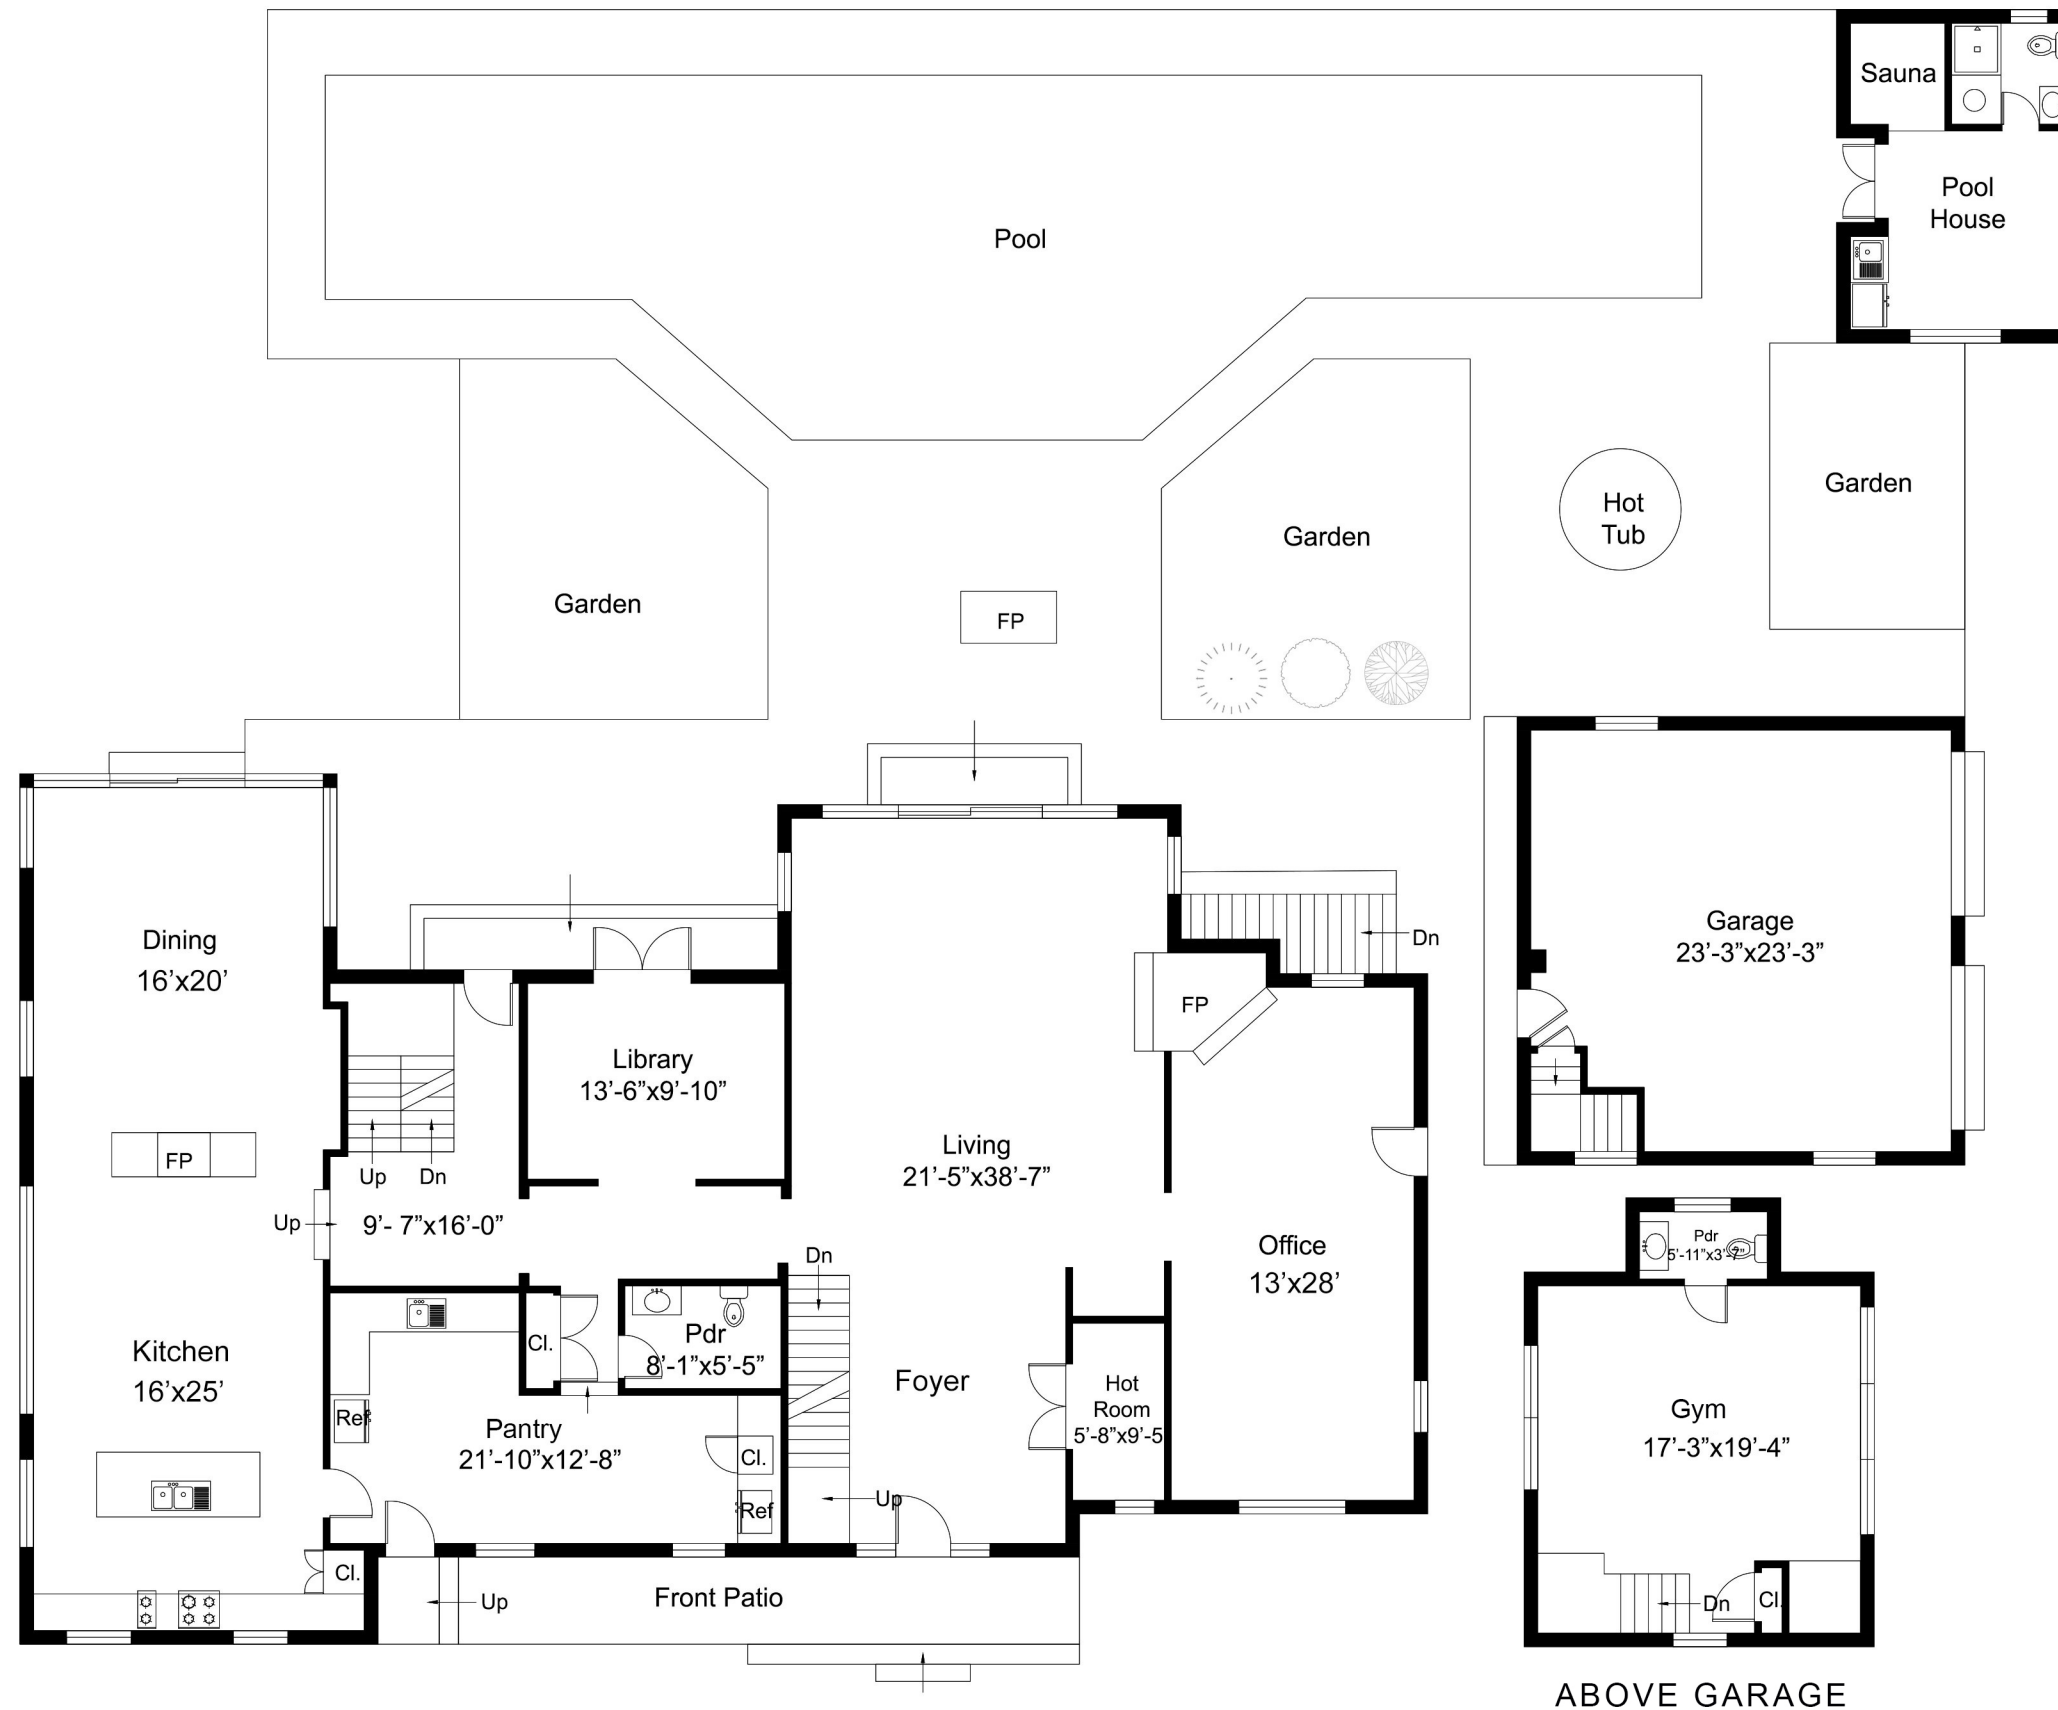 Sauna
Pool
House
Pool
Garden
Hot
Tub
Garden
Garden
FP
Dining
16’x20’
Dn
Garage
23’-3”x23’-3”
FP
Library
13’-6”x9’-10”
Living
21’-5”x38’-7”
FP
Up
Dn
Up
9’- 7”x16’-0”
Dn
Office
13’x28’
Pdr
5’-11”x3’-7”
Kitchen
16’x25’
Cl.
Pdr
8’-1”x5’-5”
Foyer
Hot
Room
5’-8”x9’-5
Ref
Pantry
21’-10”x12’-8”
Cl.
Gym
17’-3”x19’-4”
Up
Ref
Cl.
Up
Front Patio
Dn
Cl.
ABOVE GARAGE